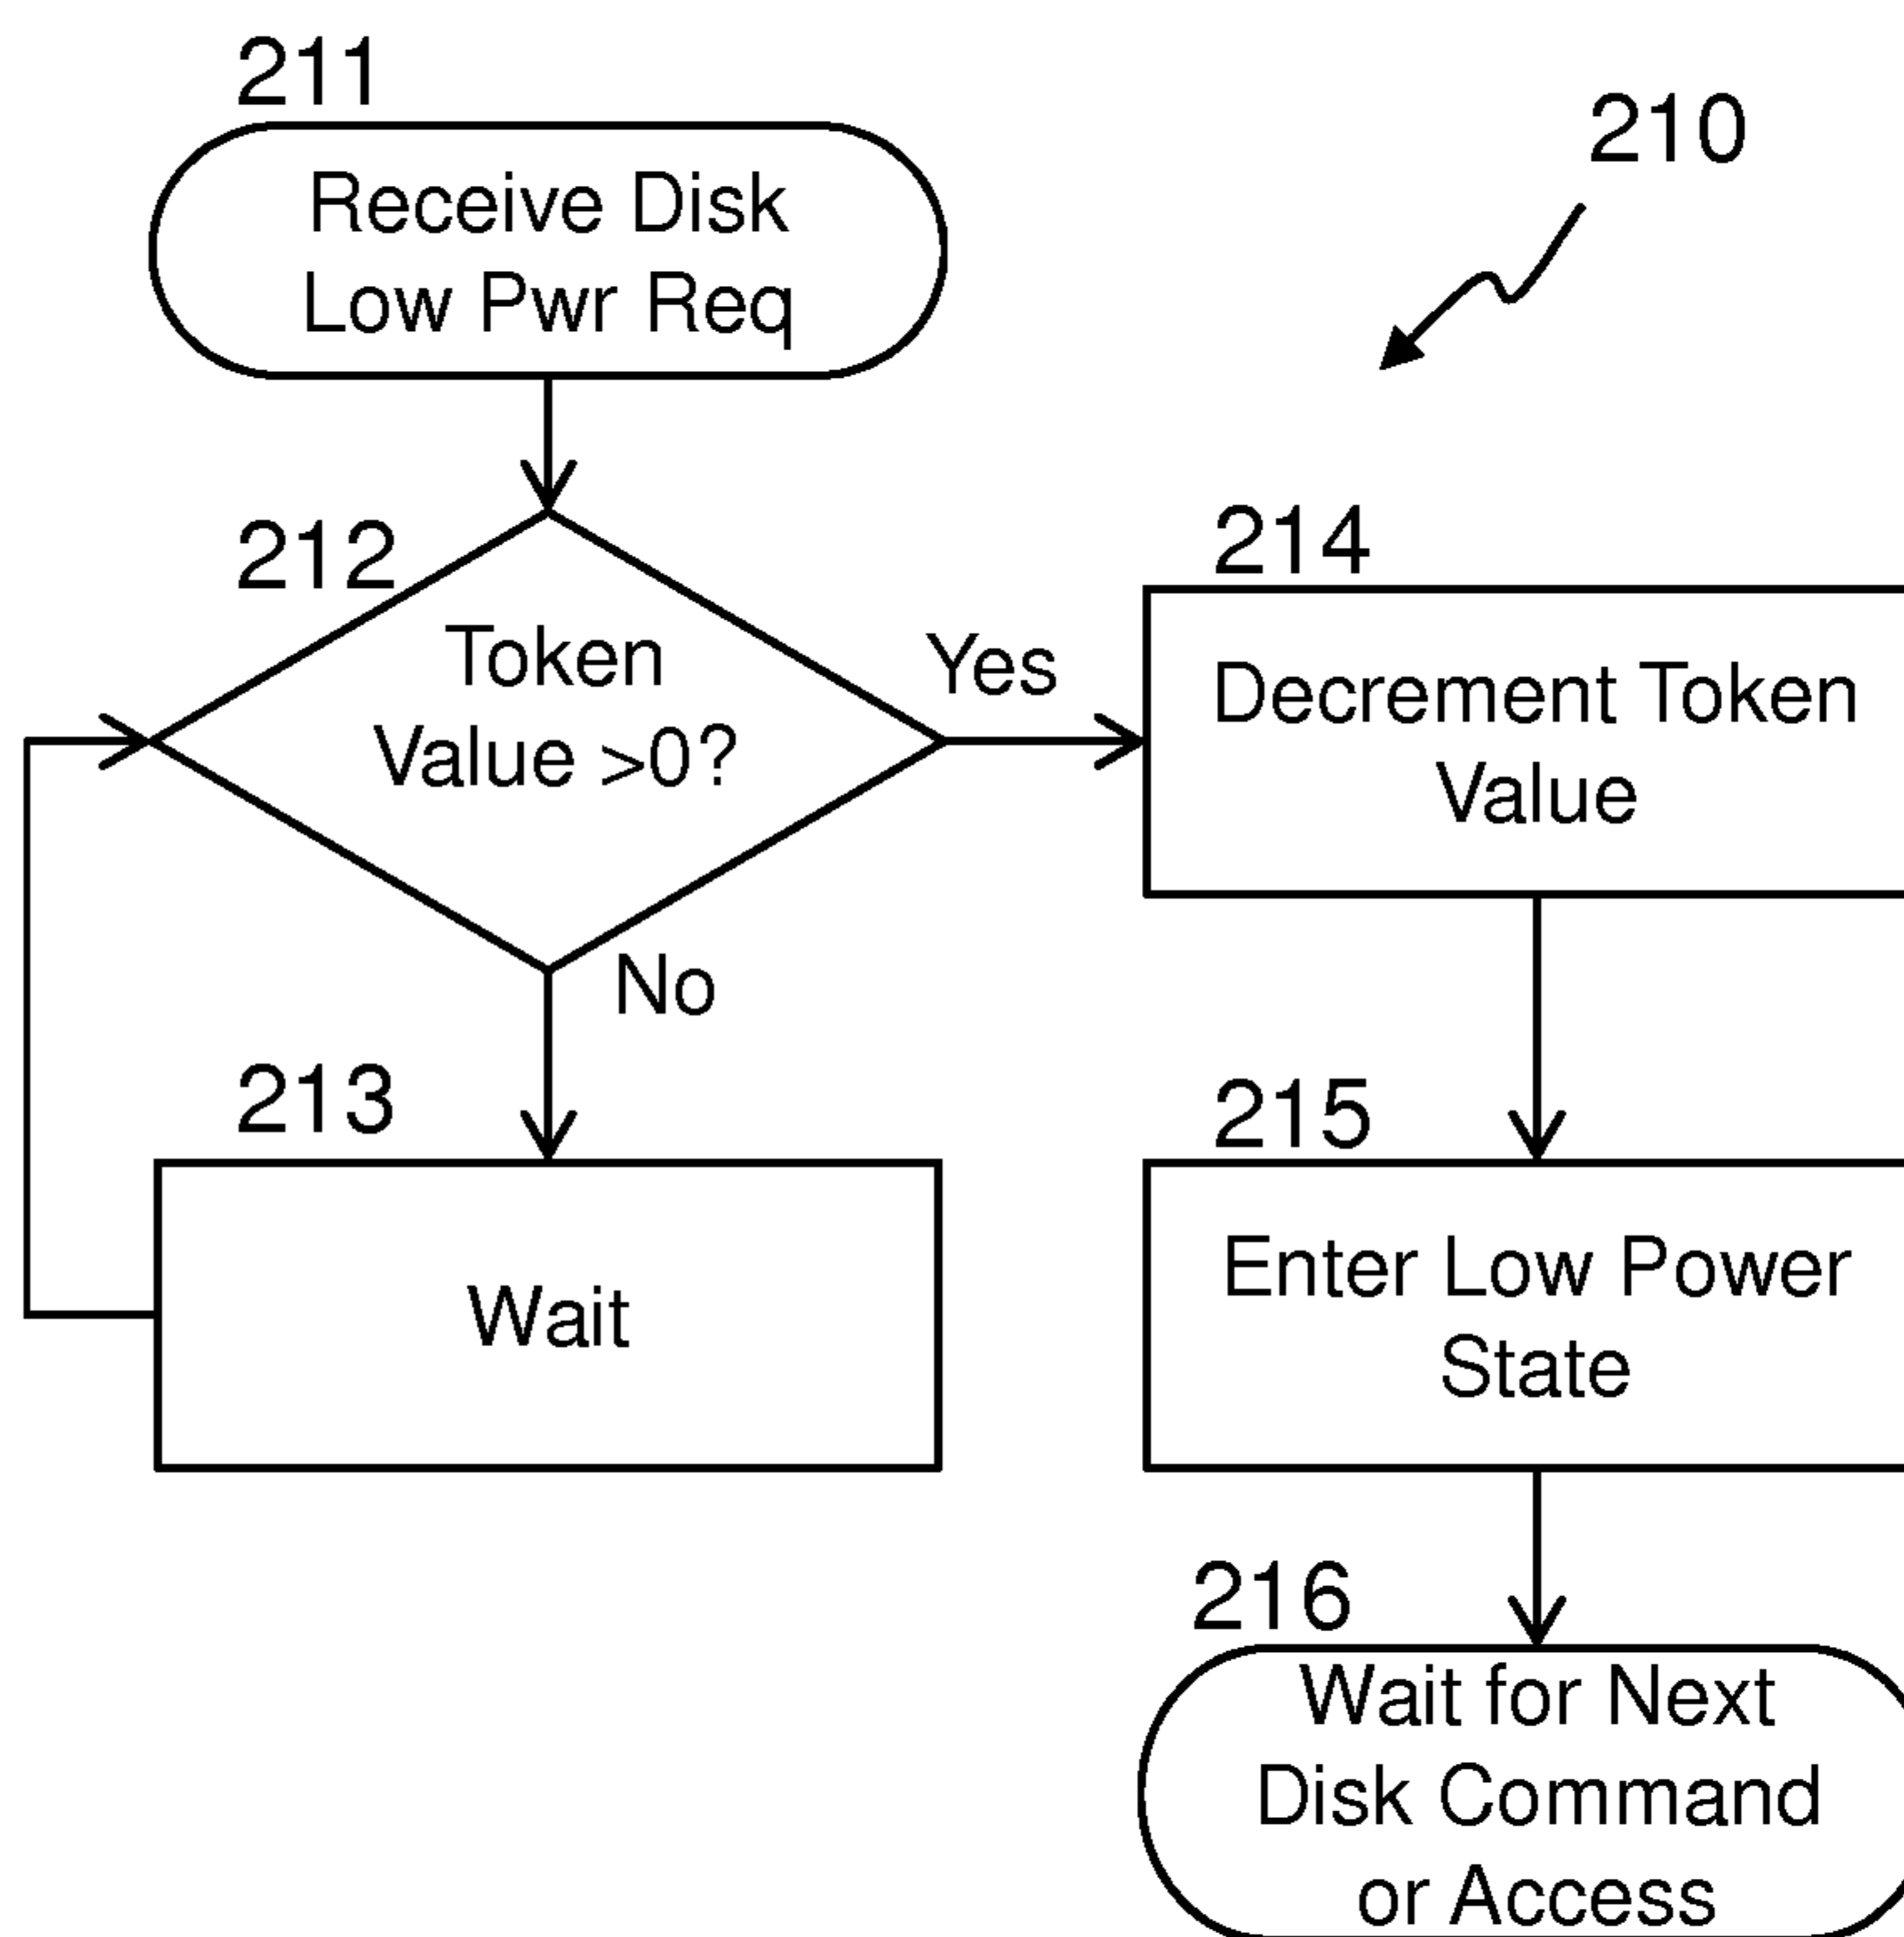 211
Receive Disk
Low Pwr Req
210
212
Token
Value >0?
Yes
No
213
Wait
214
Decrement Token
Value
215
Enter Low Power
State
216
Wait for Next
Disk Command
or Access